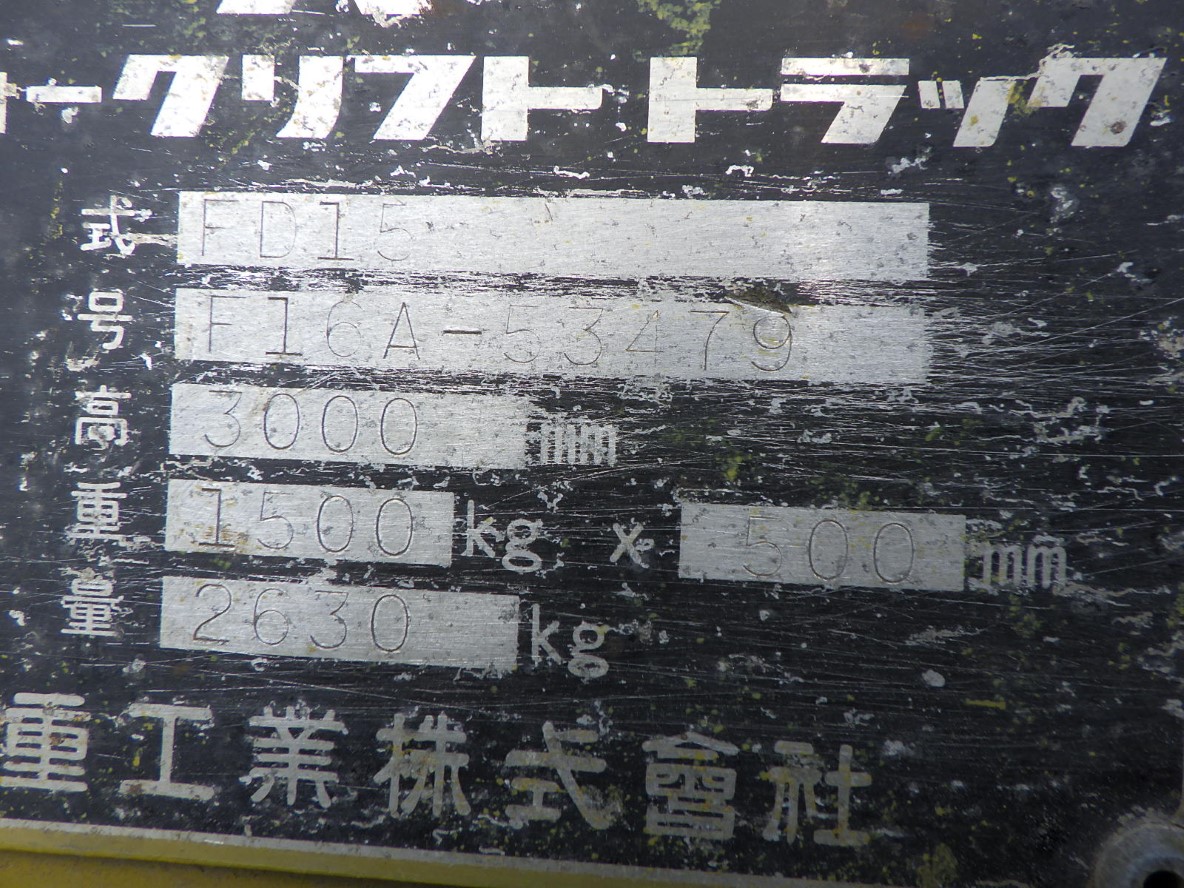 ォークリフトトラック
式 FD15
号 F16A-53479
高 3000 mm
重 1500 kg x 500 mm
量 2630 kg
重工業株式會社